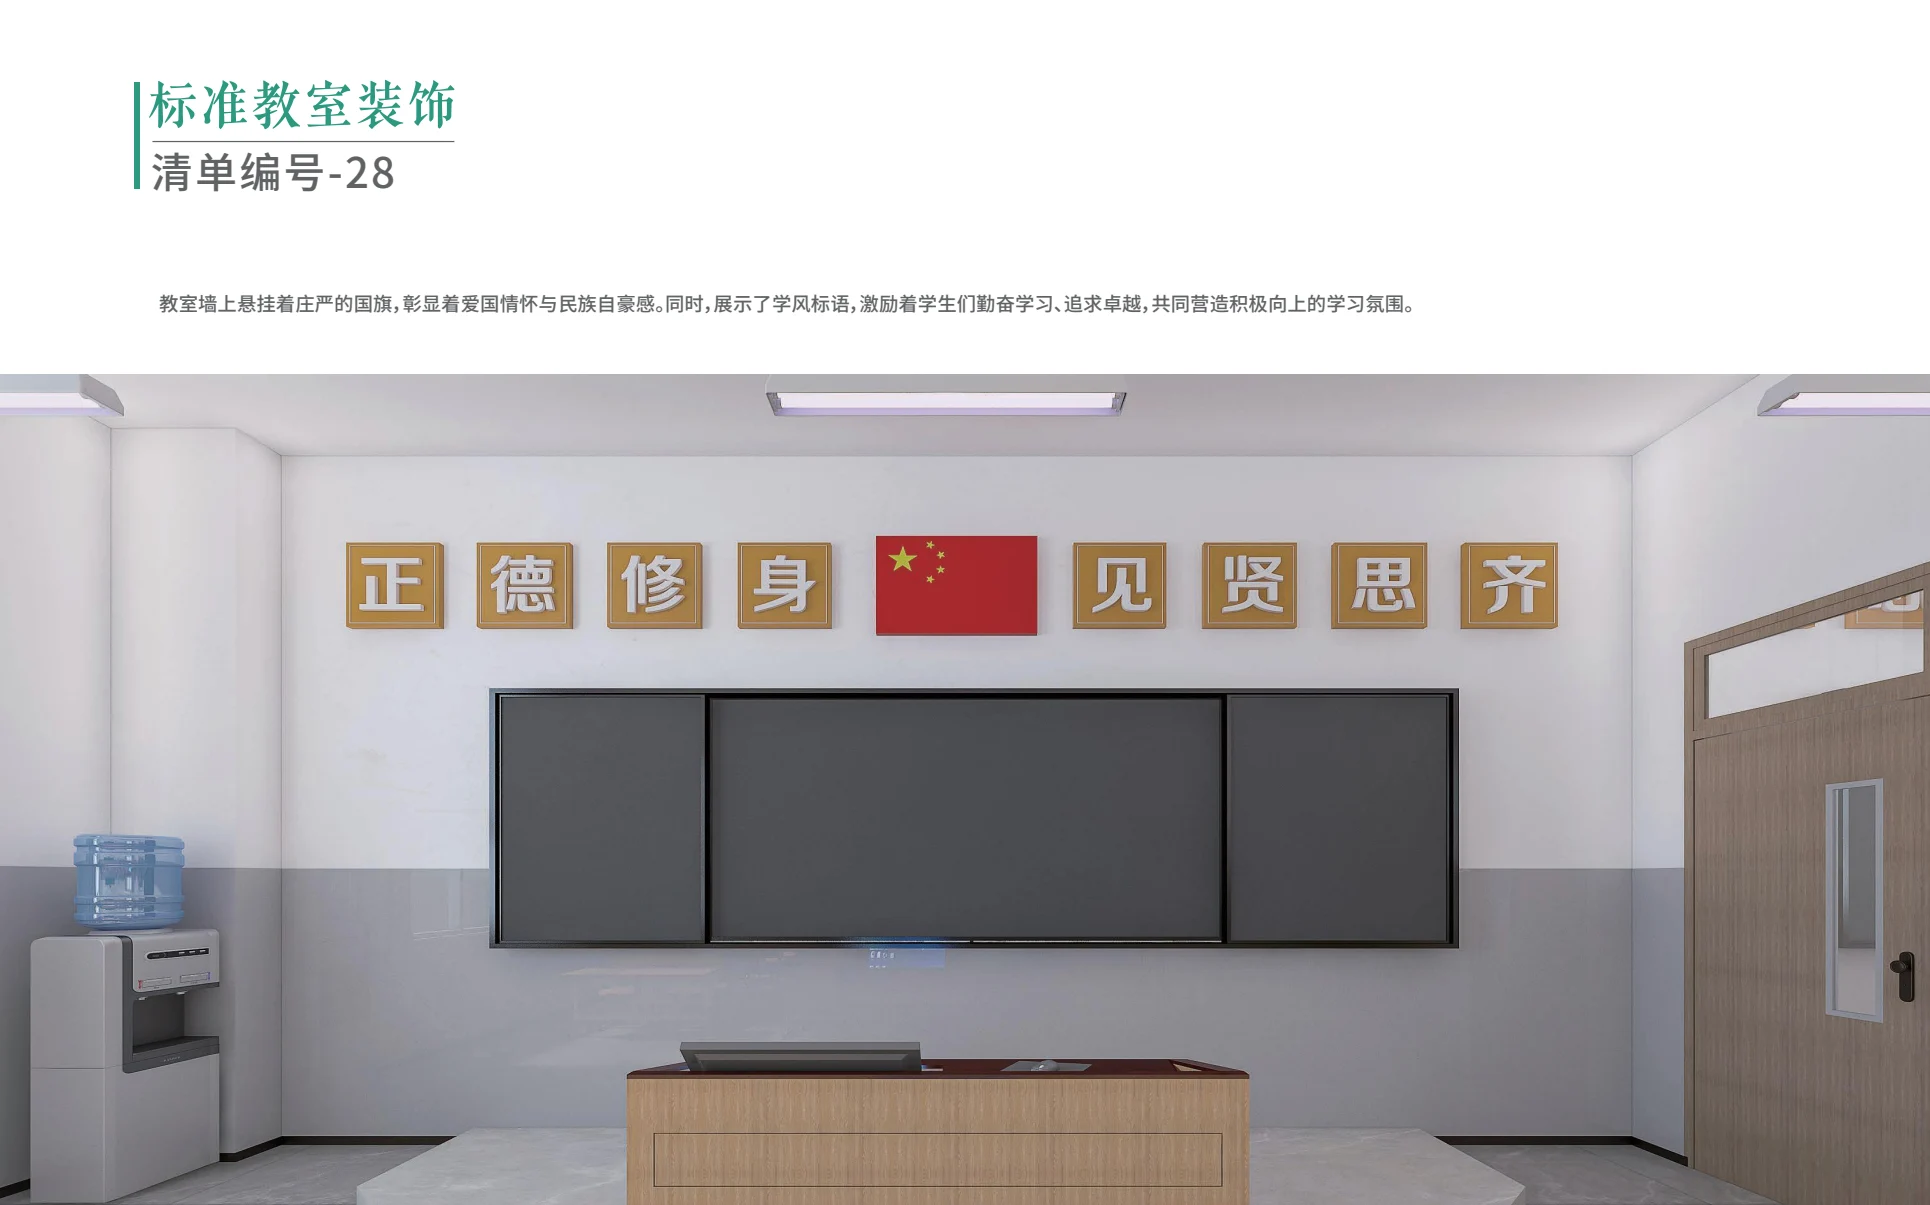 标准教室装饰
清单编号-28
教室墙上悬挂着庄严的国旗，彰显着爱国情怀与民族自豪感。同时，展示了学风标语，激励着学生们勤奋学习、追求卓越，共同营造积极向上的学习氛围。
正德修身 见贤思齐